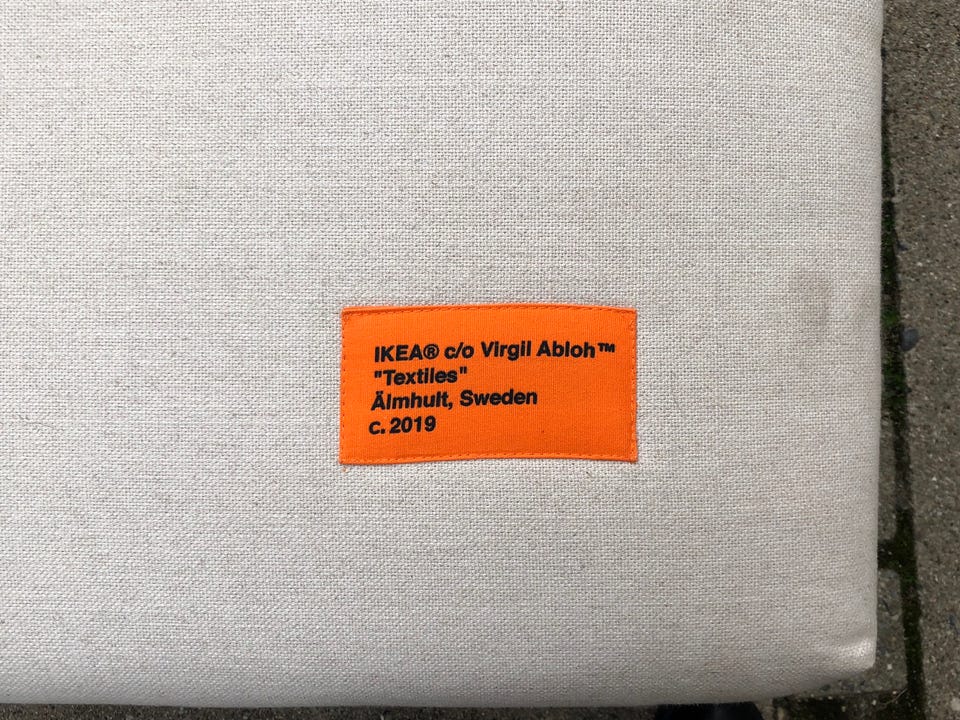 IKEA® c/o Virgil Abloh™
"Textiles"
Älmhult, Sweden
c. 2019